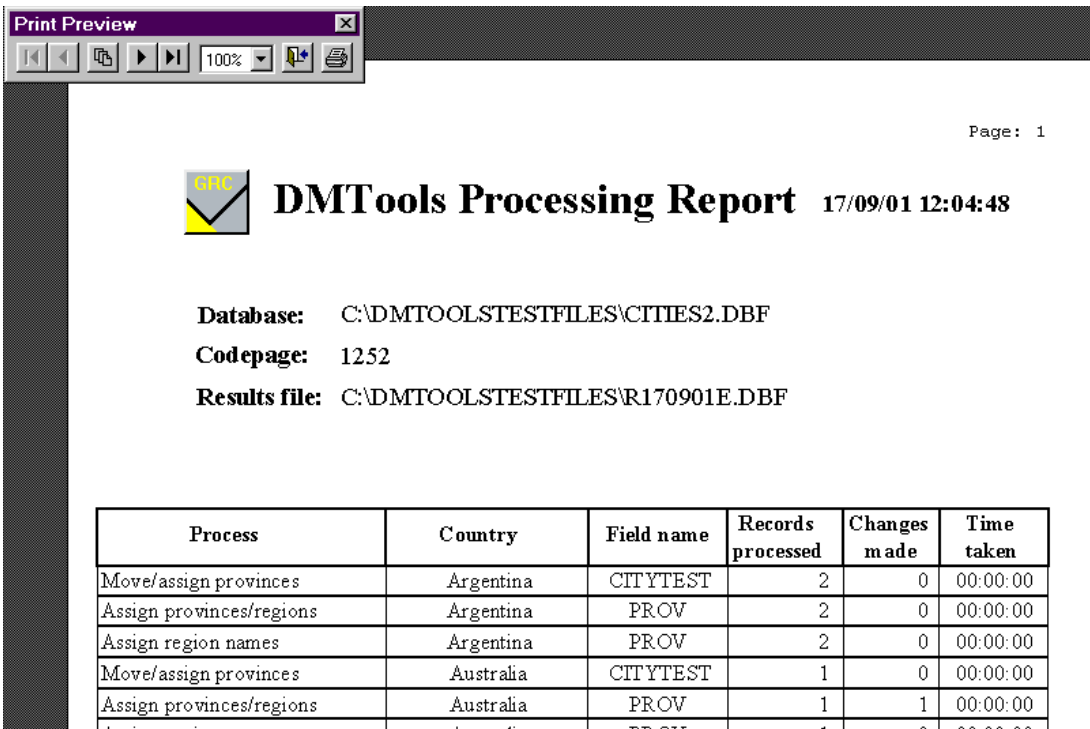 Print Preview
100%
Page: 1
GRC
DMTools Processing Report 17/09/01 12:04:48
Database: C:\DMTOOLSTESTFILES\CITIES2.DBF
Codepage: 1252
Results file: C:\DMTOOLSTESTFILES\R170901E.DBF
Process Country Field name Records processed Changes made Time taken
Move/assign provinces Argentina CITYTEST 2 0 00:00:00
Assign provinces/regions Argentina PROV 2 0 00:00:00
Assign region names Argentina PROV 2 0 00:00:00
Move/assign provinces Australia CITYTEST 1 0 00:00:00
Assign provinces/regions Australia PROV 1 1 00:00:00